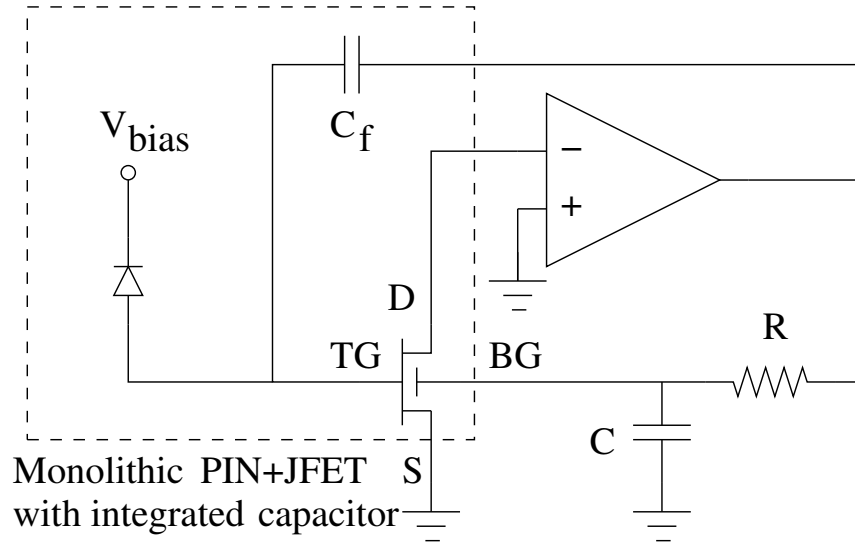 C_f
V_bias
−
+
D
R
TG
BG
C
Monolithic PIN+JFET S
with integrated capacitor